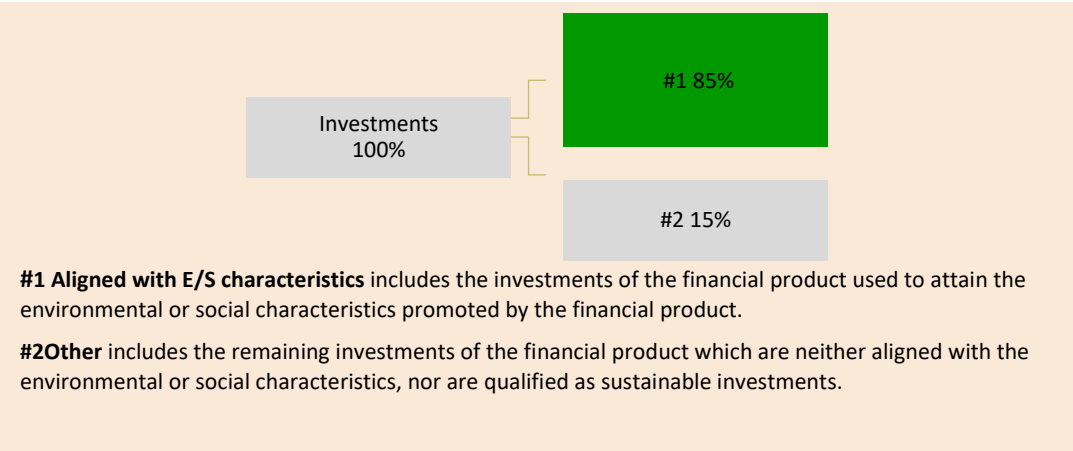 #1 85%
Investments
100%
#2 15%
#1 Aligned with E/S characteristics includes the investments of the financial product used to attain the
environmental or social characteristics promoted by the financial product.
#2Other includes the remaining investments of the financial product which are neither aligned with the
environmental or social characteristics, nor are qualified as sustainable investments.